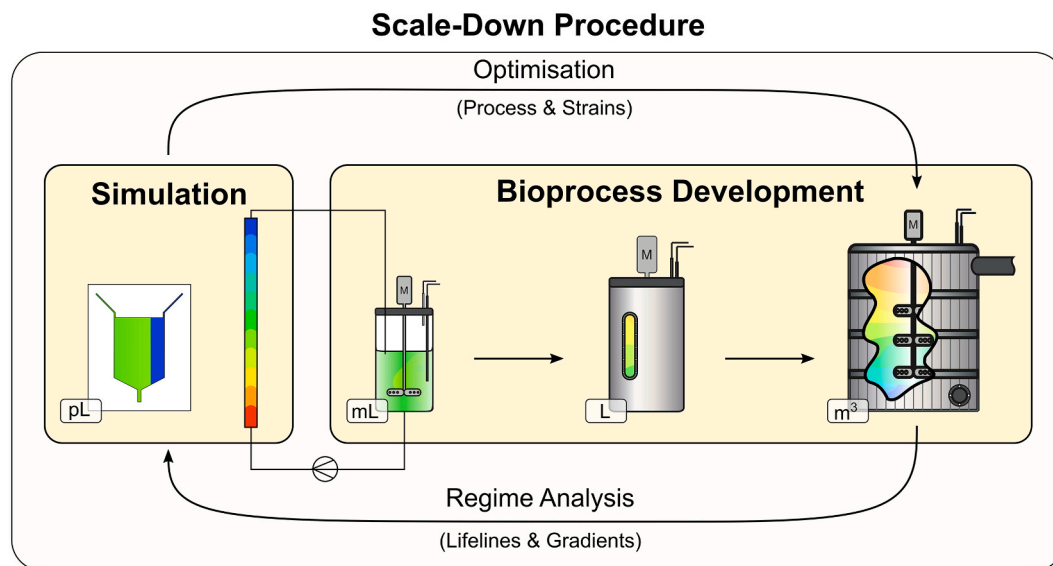 Scale-Down Procedure
Optimisation
(Process & Strains)
Simulation
Bioprocess Development
M
M
M
pL
mL
L
m³
Regime Analysis
(Lifelines & Gradients)